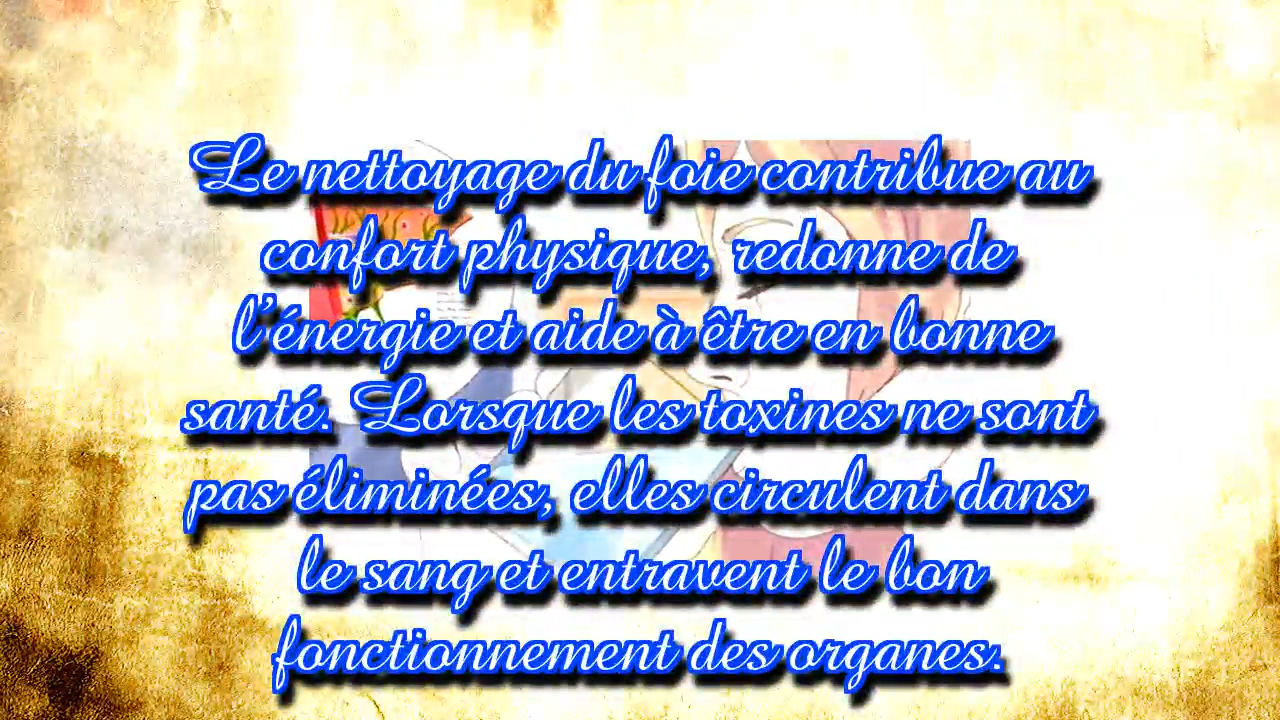 Le nettoyage du foie contribue au
confort physique, redonne de
l'énergie et aide à être en bonne
santé. Lorsque les toxines ne sont
pas éliminées, elles circulent dans
le sang et entravent le bon
fonctionnement des organes.